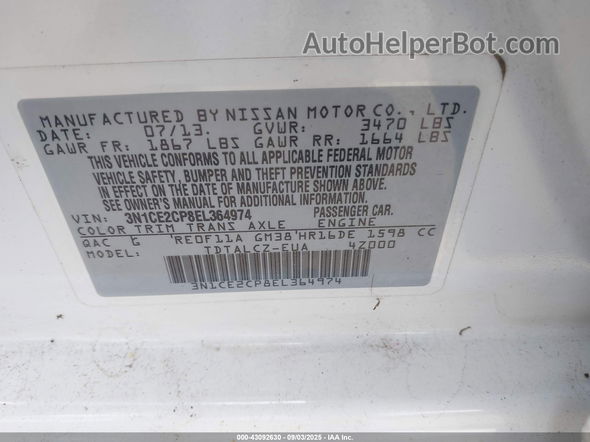 AutoHelperBot.com
MANUFACTURED BY NISSAN MOTOR CO., LTD.
DATE: 07/13. GVWR: 3470 LBS
GAWR FR: 1867 LBS GAWR RR: 1664 LBS
THIS VEHICLE CONFORMS TO ALL APPLICABLE FEDERAL MOTOR
VEHICLE SAFETY, BUMPER AND THEFT PREVENTION STANDARDS
IN EFFECT ON THE DATE OF MANUFACTURE SHOWN ABOVE.
SEE OWNER'S MANUAL FOR ADDITIONAL INFORMATION.
VIN: 3N1CE2CP8EL364974 PASSENGER CAR.
COLOR TRIM TRANS AXLE ENGINE
QAC G RE0F11A GM38 HR16DE 1598 CC
MODEL: TDTALCZ-EUA 4Z000
3N1CE2CP8EL364974
000-43092630 - 09/03/2025 - IAA Inc.